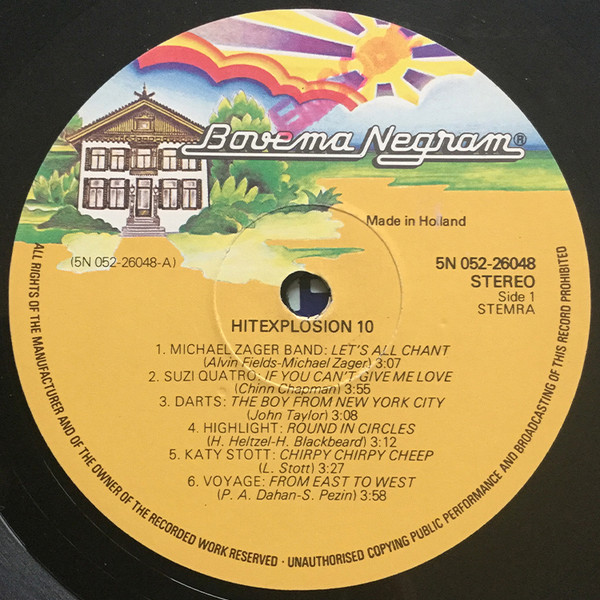 Bovema Negram®
Made in Holland
(5N 052-26048-A)
5N 052-26048
STEREO
Side 1
STEMRA
HITEXPLOSION 10
1. MICHAEL ZAGER BAND: LET'S ALL CHANT
(Alvin Fields-Michael Zager) 3:07
2. SUZI QUATRO: IF YOU CAN'T GIVE ME LOVE
(Chinn Chapman) 3:55
3. DARTS: THE BOY FROM NEW YORK CITY
(John Taylor) 3:08
4. HIGHLIGHT: ROUND IN CIRCLES
(H. Heltzel-H. Blackbeard) 3:12
5. KATY STOTT: CHIRPY CHIRPY CHEEP
(L. Stott) 3:27
6. VOYAGE: FROM EAST TO WEST
(P. A. Dahan-S. Pezin) 3:58
ALL RIGHTS OF THE MANUFACTURER AND OF THE OWNER OF THE RECORDED WORK RESERVED · UNAUTHORISED COPYING PUBLIC PERFORMANCE AND BROADCASTING OF THIS RECORD PROHIBITED